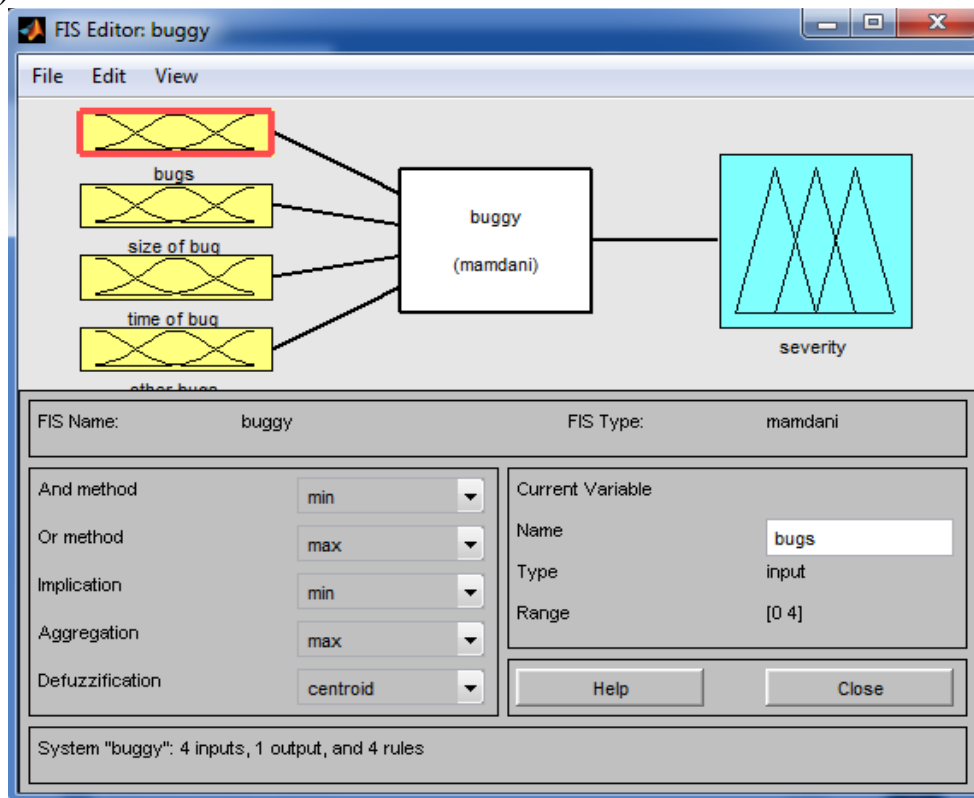 FIS Editor: buggy
File Edit View
bugs
size of bug
time of bug
other bugs
buggy
(mamdani)
severity
FIS Name: buggy FIS Type: mamdani
And method min
Or method max
Implication min
Aggregation max
Defuzzification centroid
Current Variable
Name bugs
Type input
Range [0 4]
Help Close
System "buggy": 4 inputs, 1 output, and 4 rules